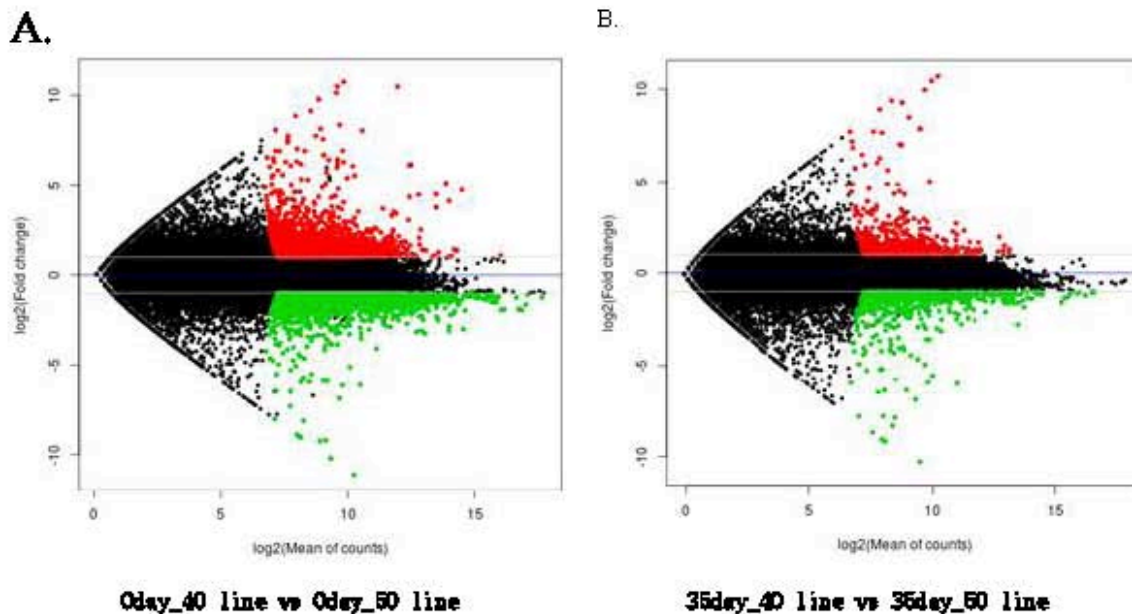 A.
10
5
0
-5
-10
log2(Fold change)
0
5
10
15
log2(Mean of counts)
0day_40 line vs 0day_50 line
B.
10
5
0
-5
-10
log2(Fold change)
0
5
10
15
log2(Mean of counts)
35day_40 line vs 35day_50 line